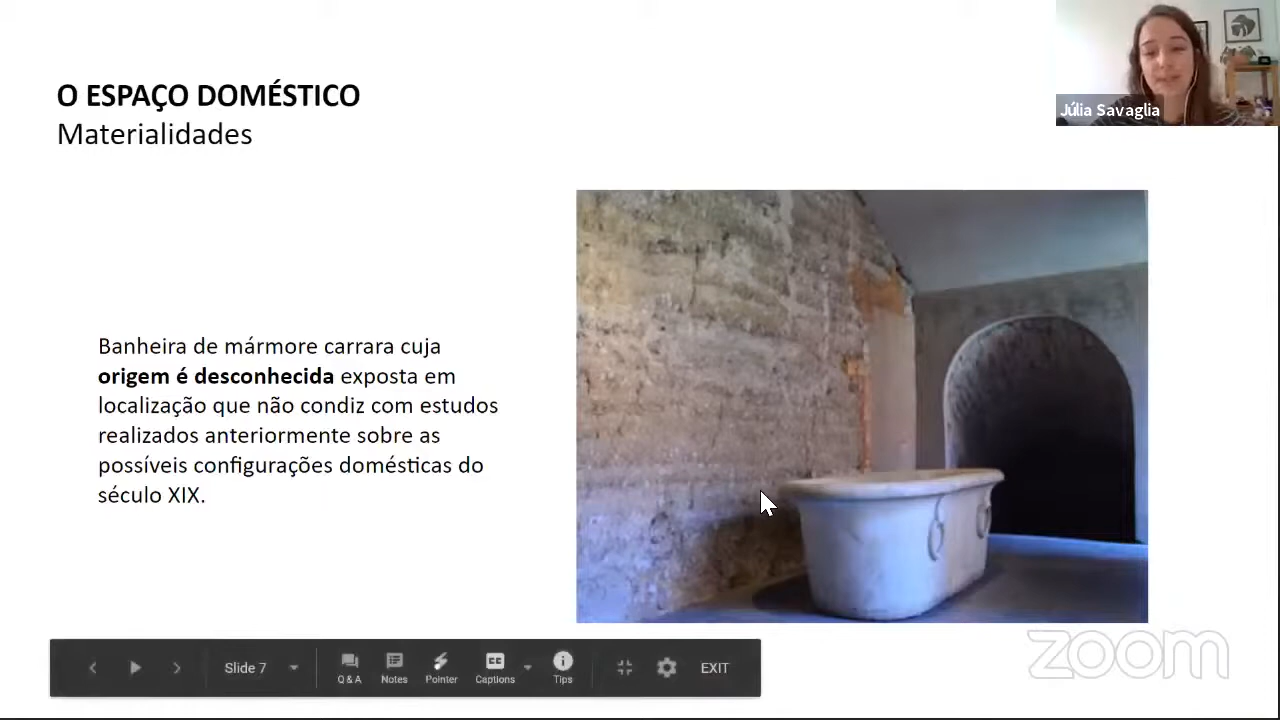 O ESPAÇO DOMÉSTICO
Materialidades
Júlia Savaglia
Banheira de mármore carrara cuja
origem é desconhecida exposta em
localização que não condiz com estudos
realizados anteriormente sobre as
possíveis configurações domésticas do
século XIX.
Slide 7
Q & A
Notes
Pointer
CC
Captions
Tips
EXIT
zoom